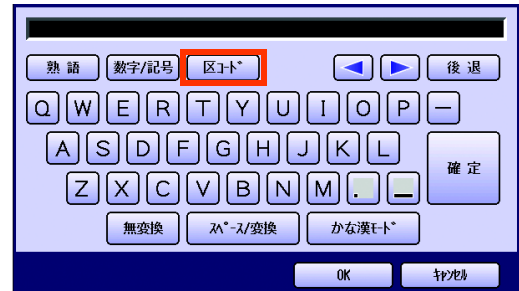 熟 語 数字/記号 区ｺｰﾄﾞ 後 退
Q W E R T Y U I O P ー
A S D F G H J K L 確 定
Z X C V B N M . _
無変換 ｽﾍﾟｰｽ/変換 かな漢ﾓｰﾄﾞ
OK ｷｬﾝｾﾙ